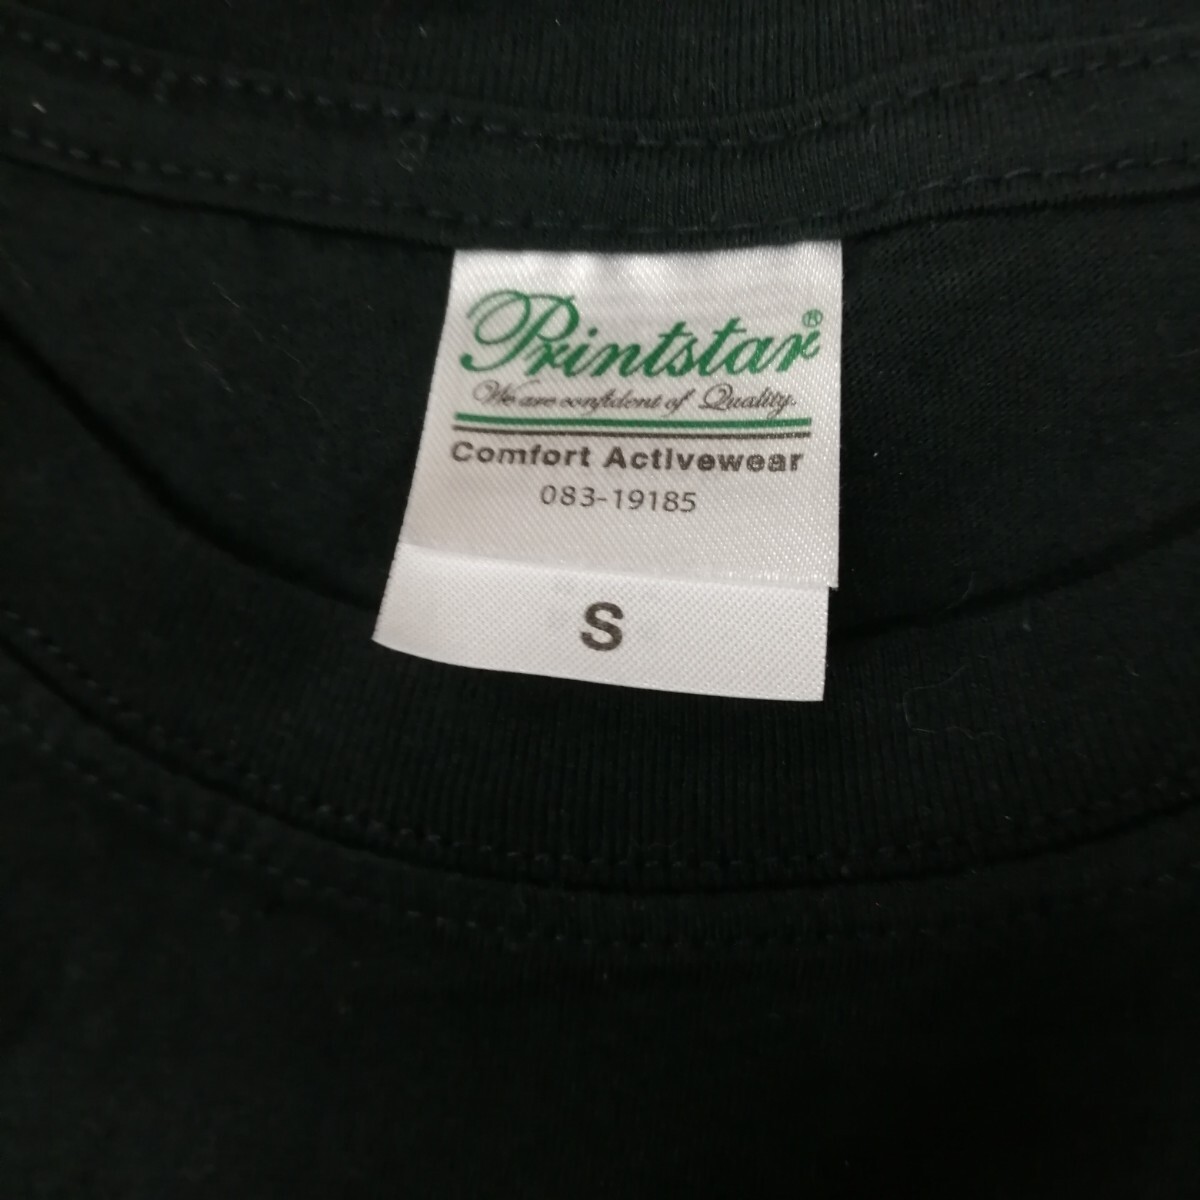 Printstar®
We are confident of Quality.
Comfort Activewear
083-19185
S